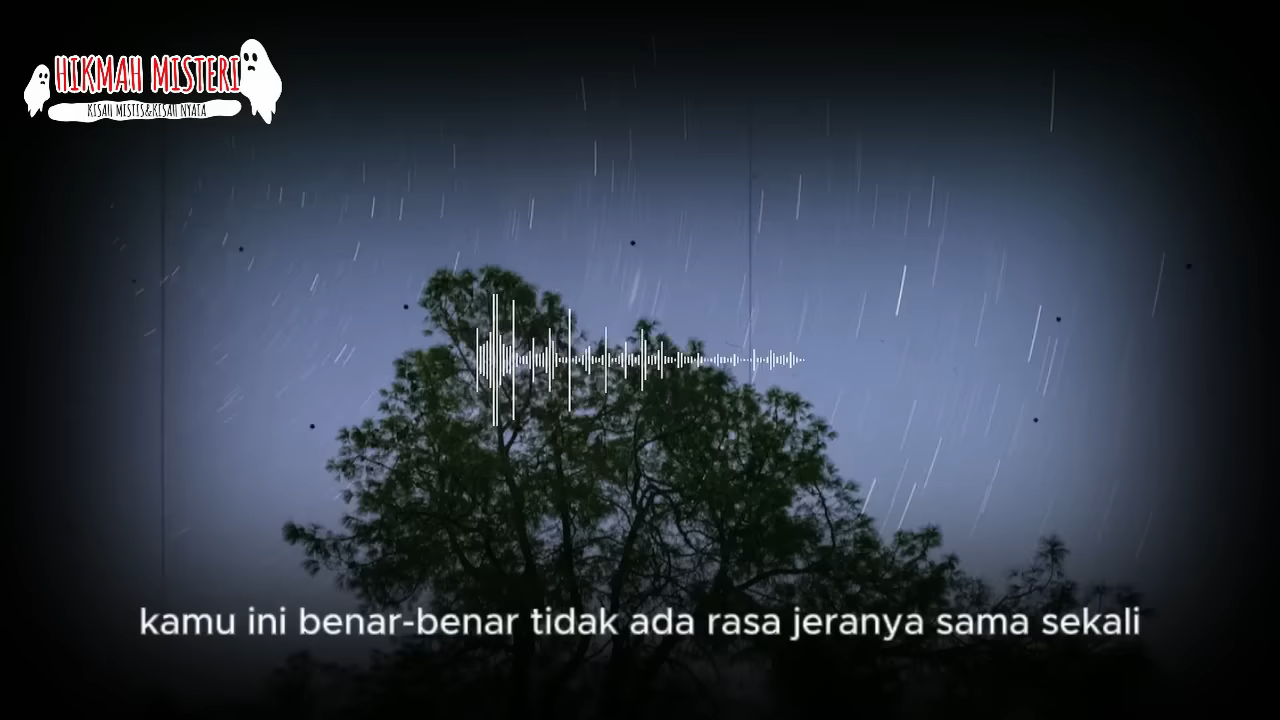 HIKMAH MISTERI
KISAH MISTIS&KISAH NYATA
kamu ini benar-benar tidak ada rasa jeranya sama sekali